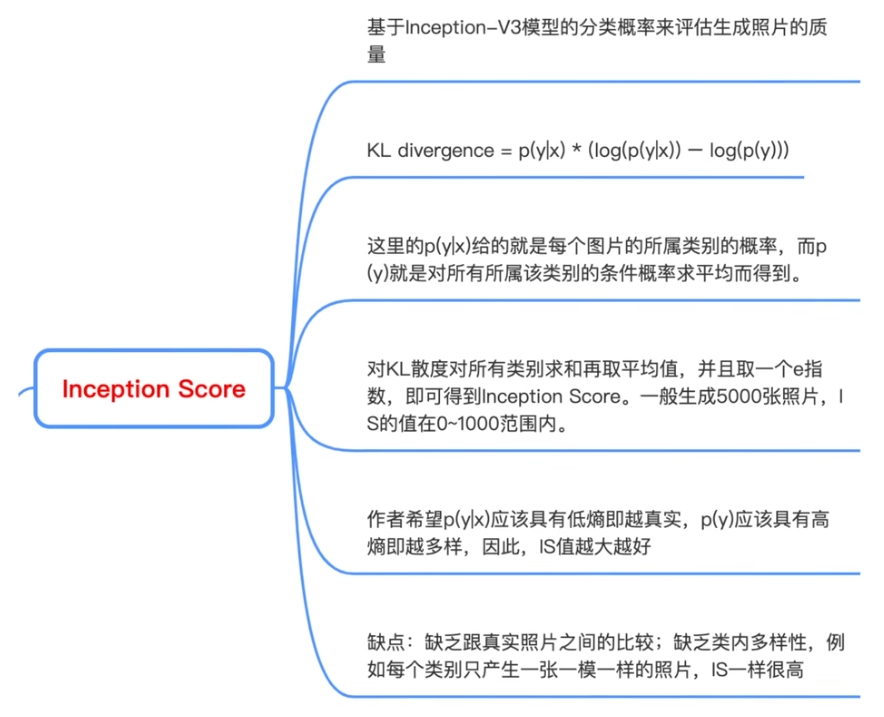 基于Inception-V3模型的分类概率来评估生成照片的质
量
KL divergence = p(y|x) * (log(p(y|x)) − log(p(y)))
这里的p(y|x)给的就是每个图片的所属类别的概率，而p
(y)就是对所有所属该类别的条件概率求平均而得到。
Inception Score
对KL散度对所有类别求和再取平均值，并且取一个e指
数，即可得到Inception Score。一般生成5000张照片，I
S的值在0~1000范围内。
作者希望p(y|x)应该具有低熵即越真实，p(y)应该具有高
熵即越多样，因此，IS值越大越好
缺点：缺乏跟真实照片之间的比较；缺乏类内多样性，例
如每个类别只产生一张一模一样的照片，IS一样很高